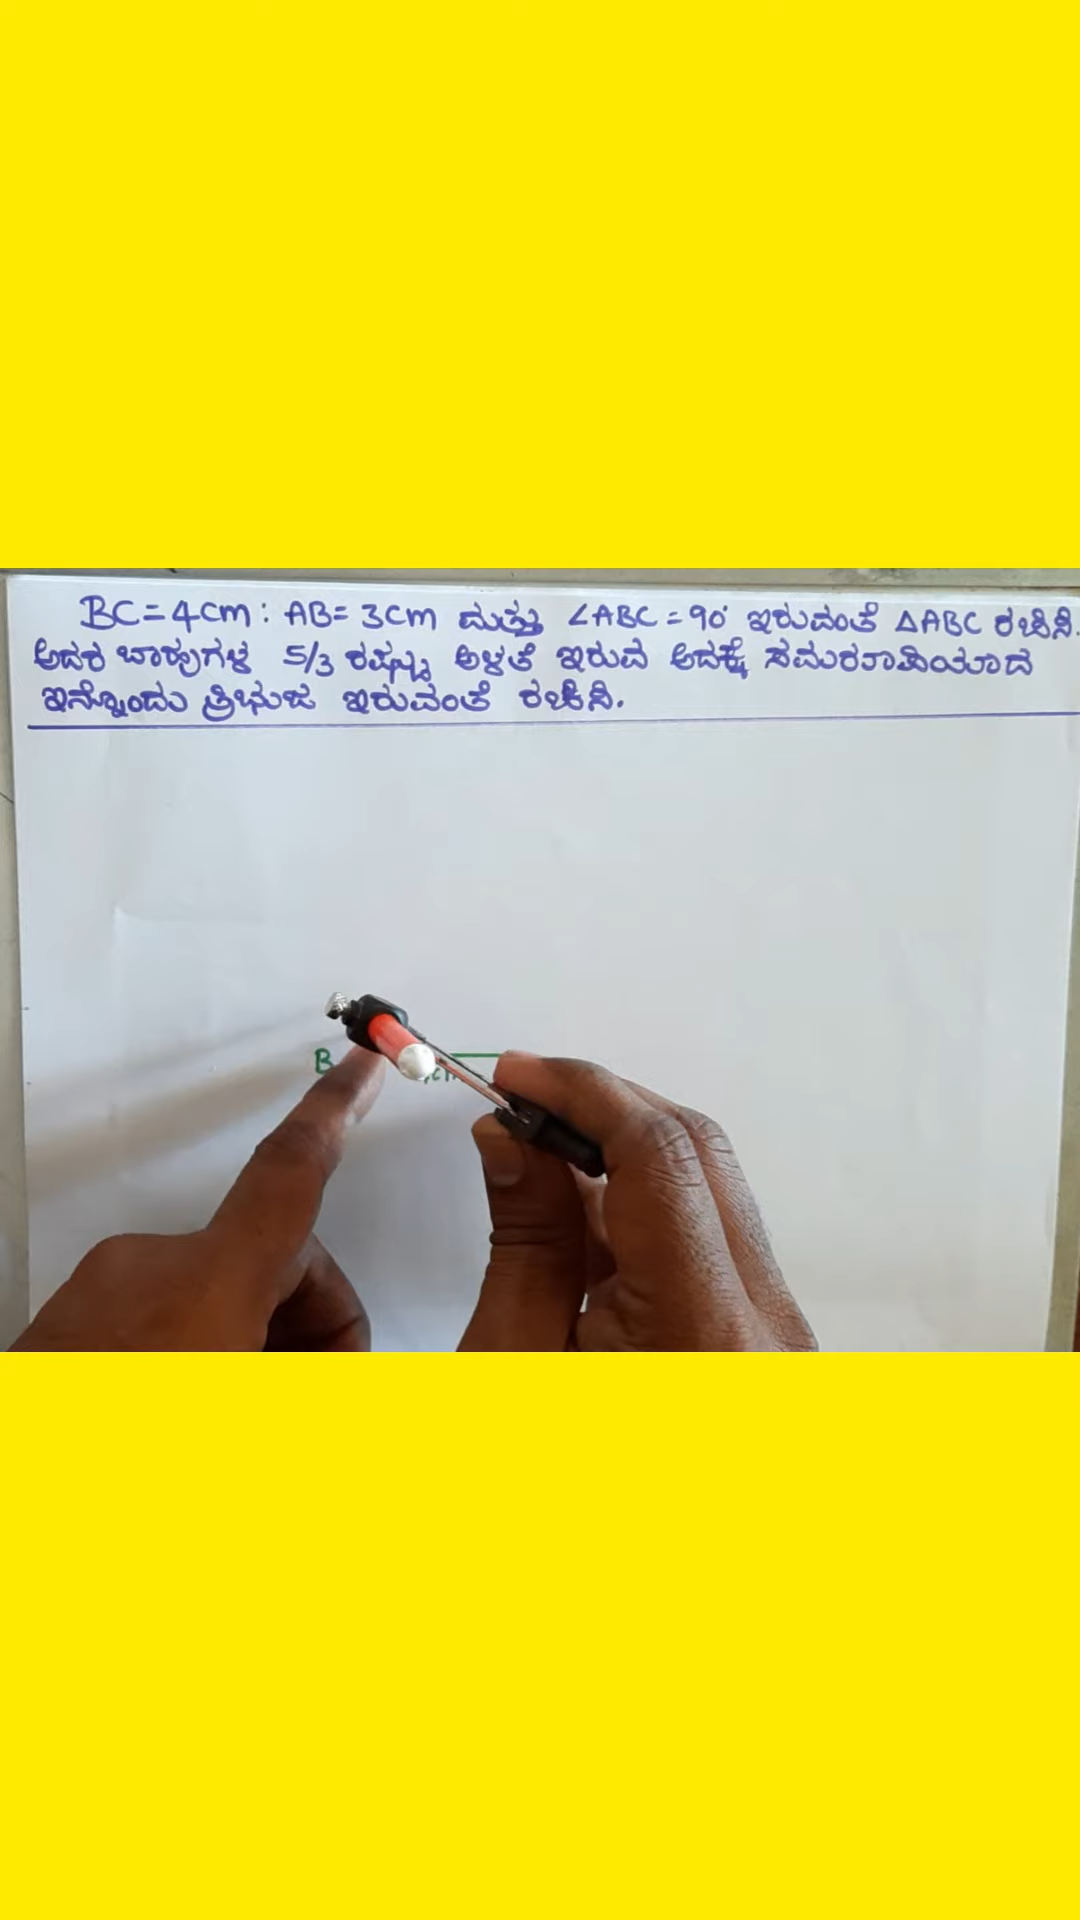 BC=4cm: AB= 3cm ಮತ್ತು ∠ABC=90° ಇರುವಂತೆ ΔABC ರಚಿಸಿ.
ಅದರ ಬಾಹುಗಳ 5/3 ರಷ್ಟು ಅಳತೆ ಇರುವ ಅದಕ್ಕೆ ಸಮರೂಪಿಯಾದ
ಇನ್ನೊಂದು ತ್ರಿಭುಜ ಇರುವಂತೆ ರಚಿಸಿ.
B